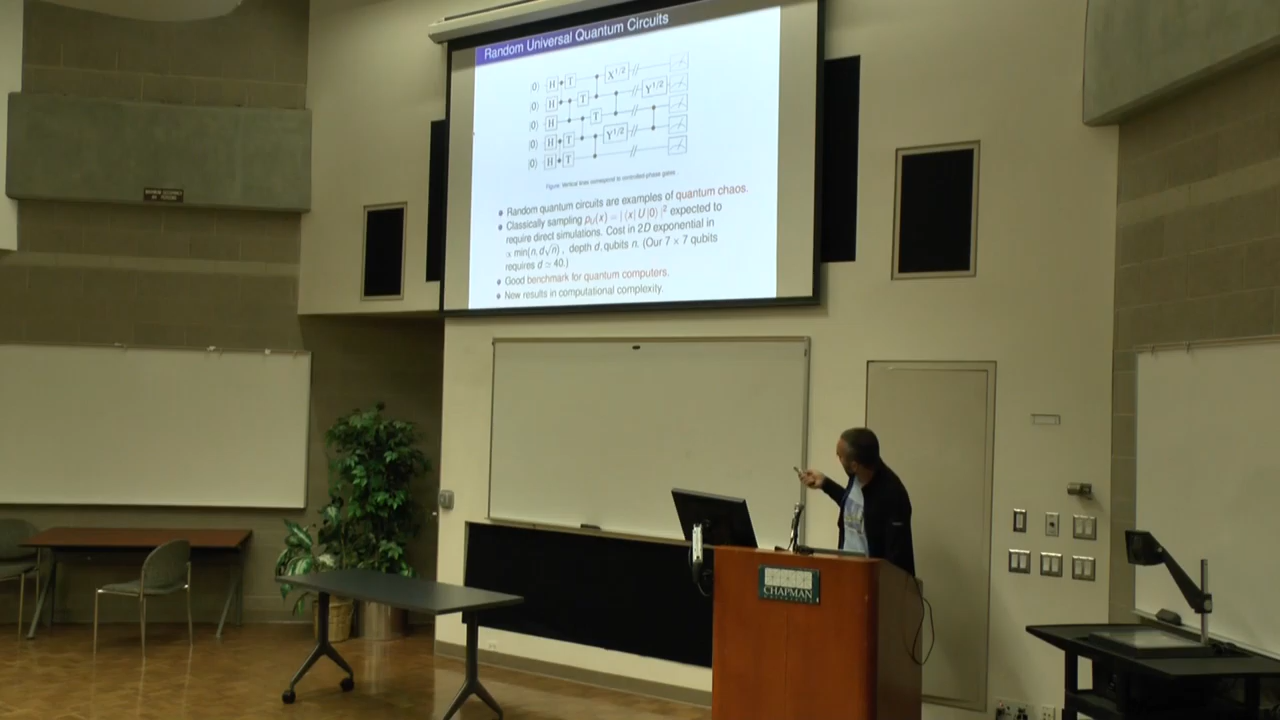 Random Universal Quantum Circuits
|0⟩ H T X^{1/2} //
|0⟩ H T // Y^{1/2}
|0⟩ H T //
|0⟩ H T Y^{1/2} //
|0⟩ H T //
Figure: Vertical lines correspond to controlled-phase gates
• Random quantum circuits are examples of quantum chaos.
• Classically sampling p_U(x) = |⟨x| U |0⟩|² expected to
require direct simulations. Cost in 2D exponential in
∝ min(n, d√n) , depth d, qubits n. (Our 7 × 7 qubits
requires d ≃ 40.)
• Good benchmark for quantum computers.
• New results in computational complexity.
CHAPMAN
UNIVERSITY